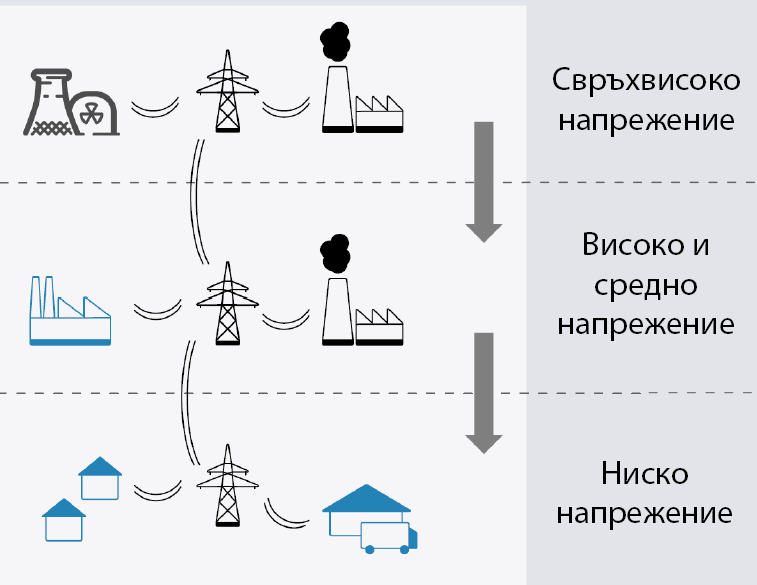 Свръхвисоко
напрежение
Високо и
средно
напрежение
Ниско
напрежение